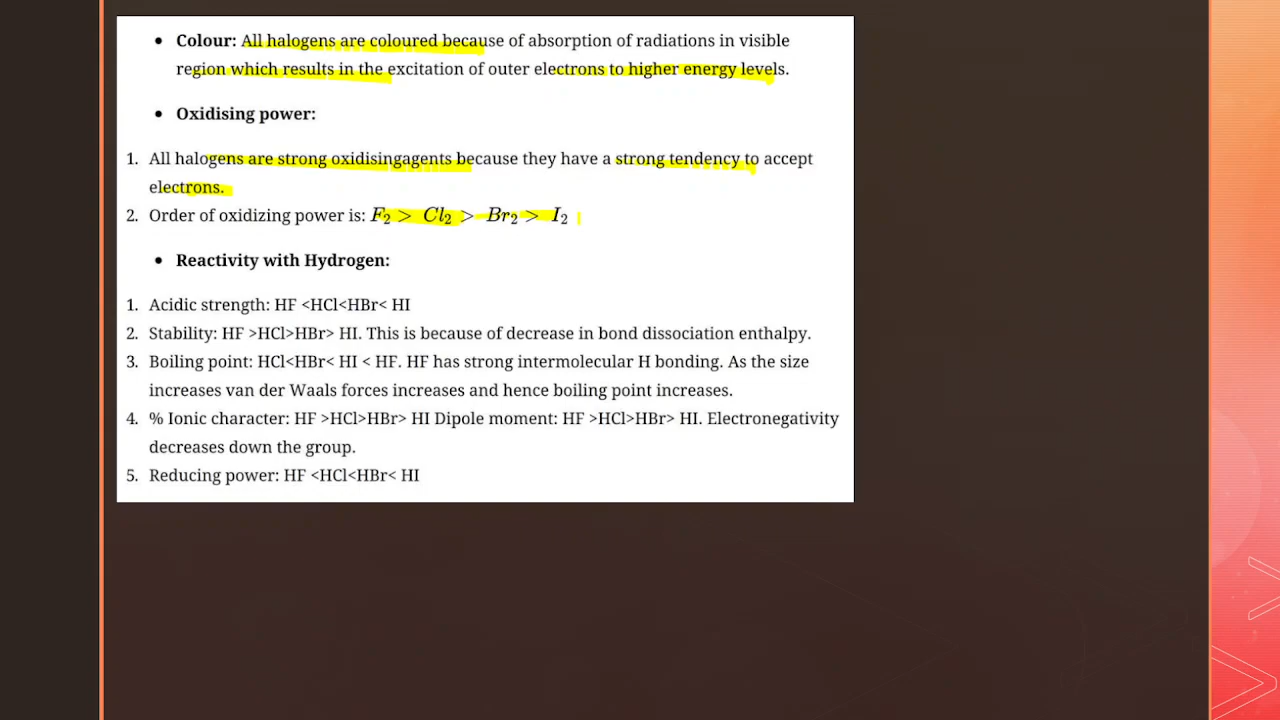 • Colour: All halogens are coloured because of absorption of radiations in visible
region which results in the excitation of outer electrons to higher energy levels.
• Oxidising power:
1. All halogens are strong oxidisingagents because they have a strong tendency to accept
electrons.
2. Order of oxidizing power is: F₂ > Cl₂ > Br₂ > I₂
• Reactivity with Hydrogen:
1. Acidic strength: HF <HCl<HBr< HI
2. Stability: HF >HCl>HBr> HI. This is because of decrease in bond dissociation enthalpy.
3. Boiling point: HCl<HBr< HI < HF. HF has strong intermolecular H bonding. As the size
increases van der Waals forces increases and hence boiling point increases.
4. % Ionic character: HF >HCl>HBr> HI Dipole moment: HF >HCl>HBr> HI. Electronegativity
decreases down the group.
5. Reducing power: HF <HCl<HBr< HI